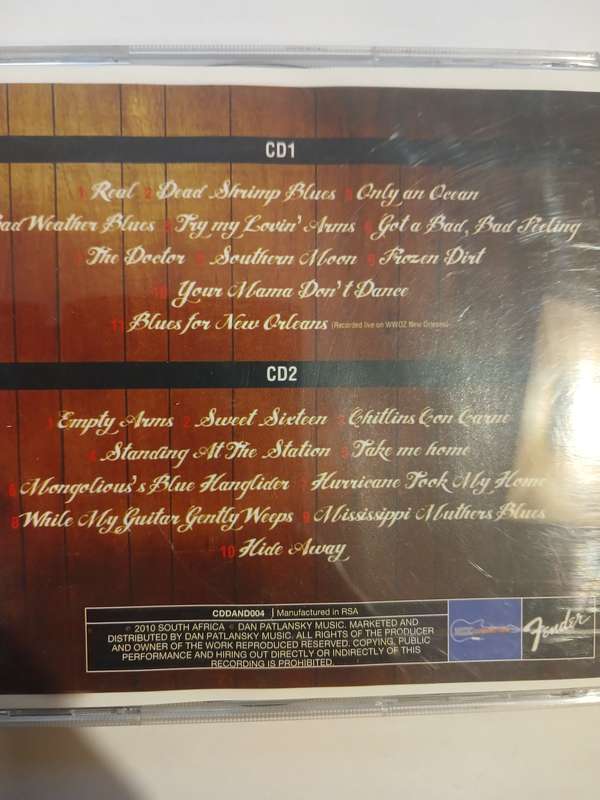 CD1
1 Real 2 Dead Shrimp Blues 3 Only an Ocean
Bad Weather Blues 5 Try my Lovin' Arms 6 Got a Bad, Bad Feeling
7 The Doctor 8 Southern Moon 9 Frozen Dirt
10 Your Mama Don't Dance
11 Blues for New Orleans (Recorded live on WWOZ New Orleans)
CD2
1 Empty Arms 2 Sweet Sixteen 3 Chitlins Con Carne
4 Standing At The Station 5 Take me home
6 Mongolious's Blue Hanglider 7 Hurricane Took My Home
8 While My Guitar Gently Weeps 9 Mississippi Muthers Blues
10 Hide Away
CDDAND004 | Manufactured in RSA
© 2010 SOUTH AFRICA © DAN PATLANSKY MUSIC. MARKETED AND
DISTRIBUTED BY DAN PATLANSKY MUSIC. ALL RIGHTS OF THE PRODUCER
AND OWNER OF THE WORK REPRODUCED RESERVED. COPYING, PUBLIC
PERFORMANCE AND HIRING OUT DIRECTLY OR INDIRECTLY OF THIS
RECORDING IS PROHIBITED.
Fender